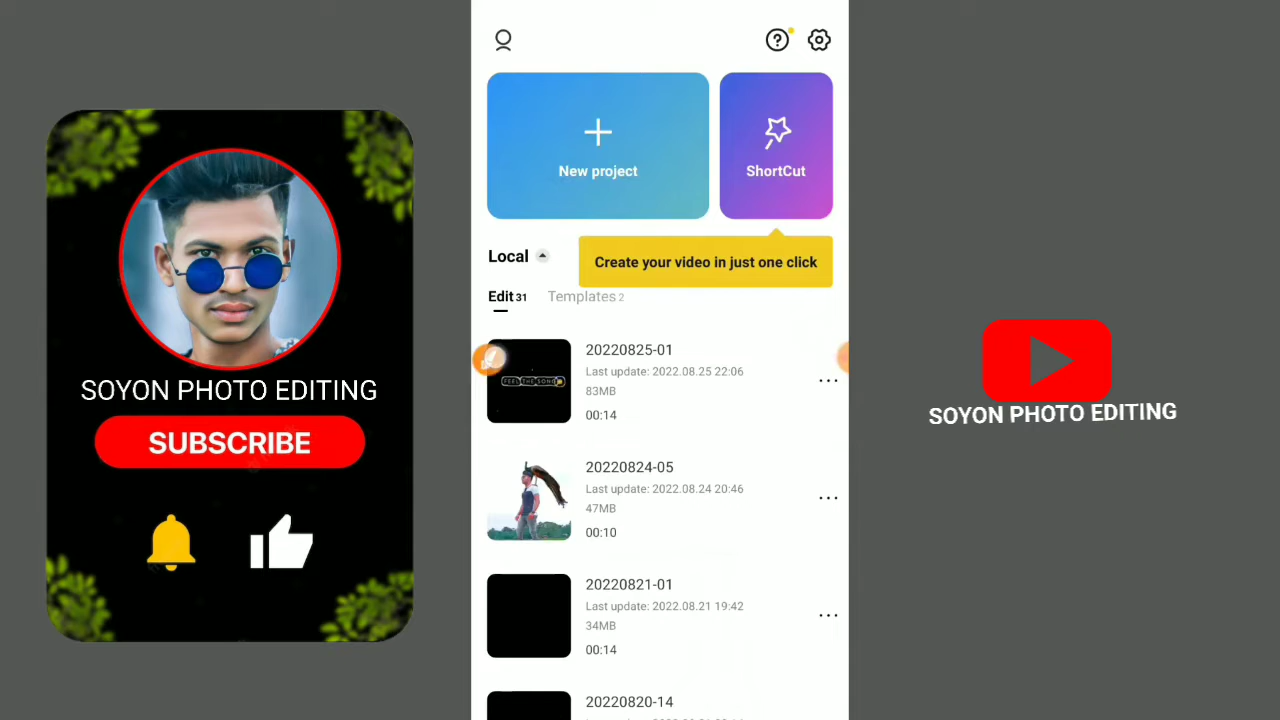 SOYON PHOTO EDITING
SUBSCRIBE
New project
ShortCut
Local
Create your video in just one click
Edit 31
Templates 2
FEEL THE SONG
20220825-01
Last update: 2022.08.25 22:06
83MB
00:14
20220824-05
Last update: 2022.08.24 20:46
47MB
00:10
20220821-01
Last update: 2022.08.21 19:42
34MB
00:14
20220820-14
SOYON PHOTO EDITING